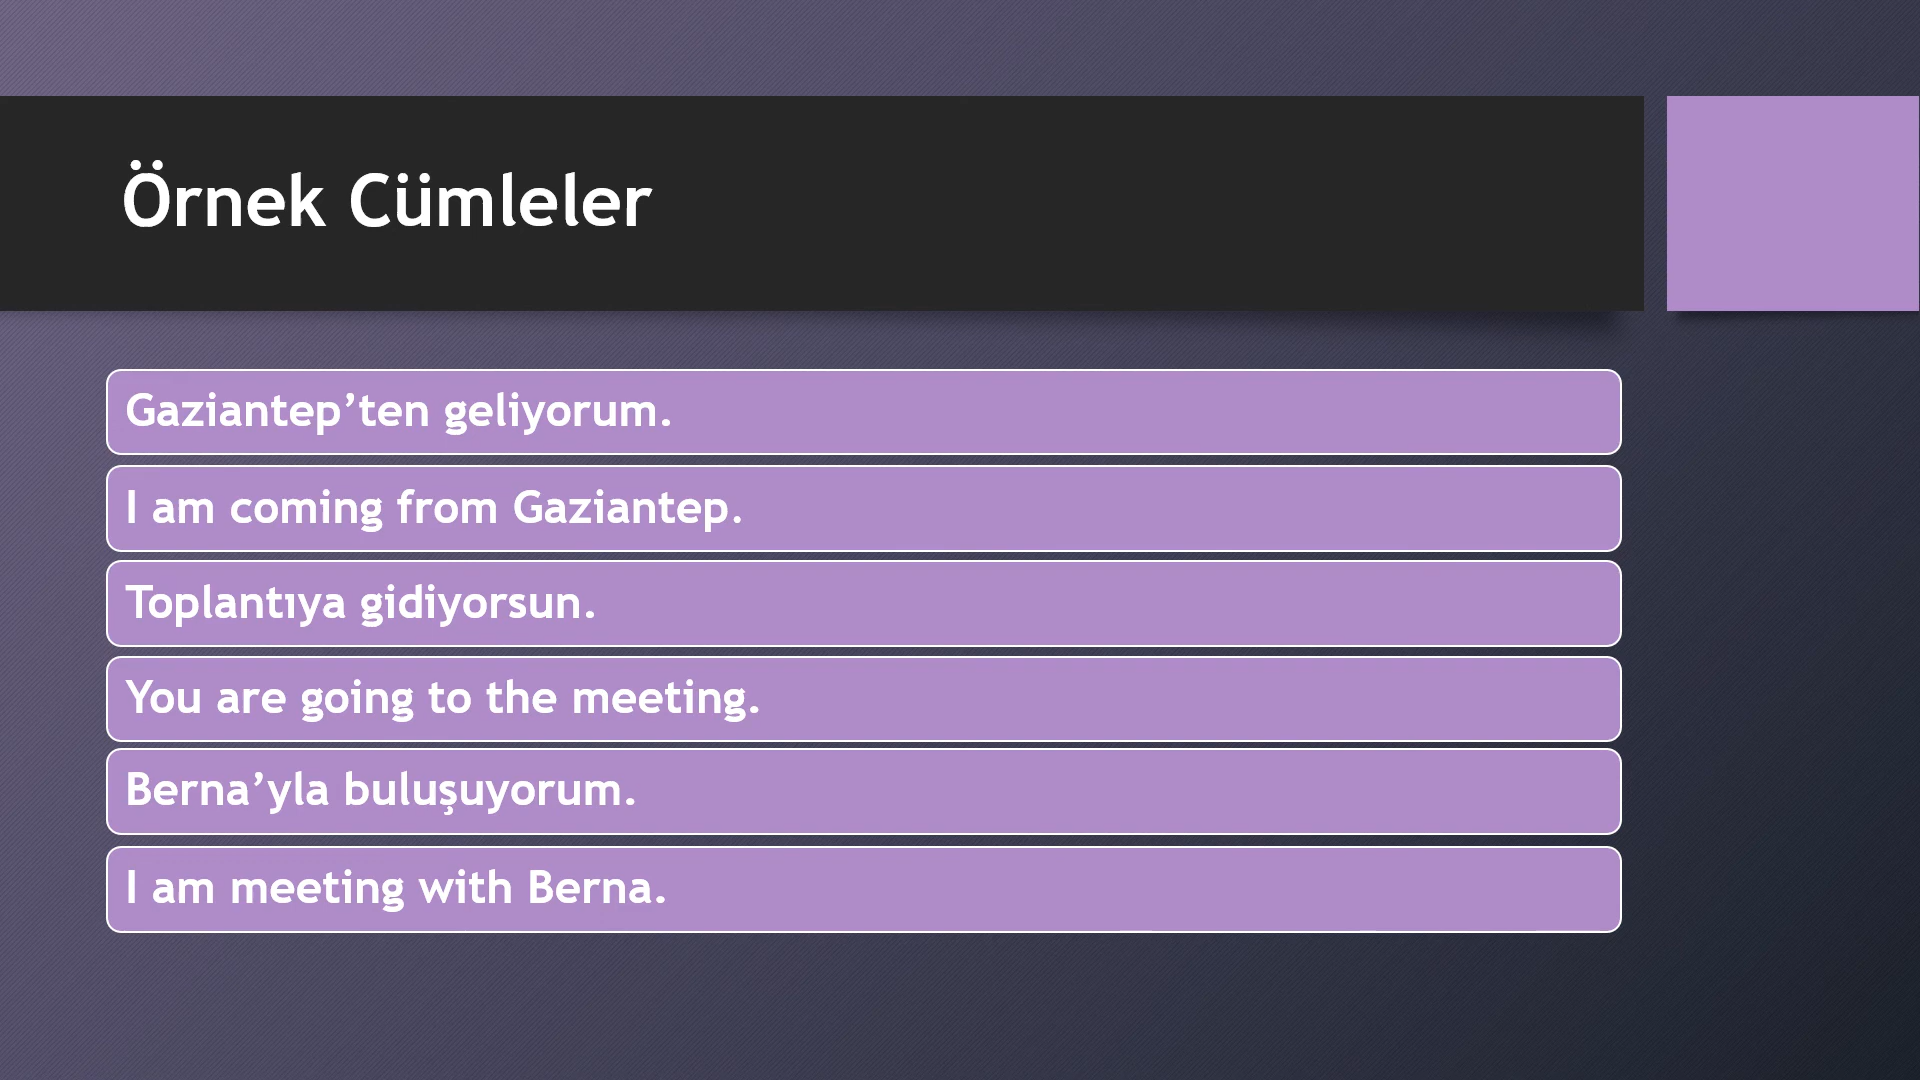 Örnek Cümleler
Gaziantep’ten geliyorum.
I am coming from Gaziantep.
Toplantıya gidiyorsun.
You are going to the meeting.
Berna’yla buluşuyorum.
I am meeting with Berna.